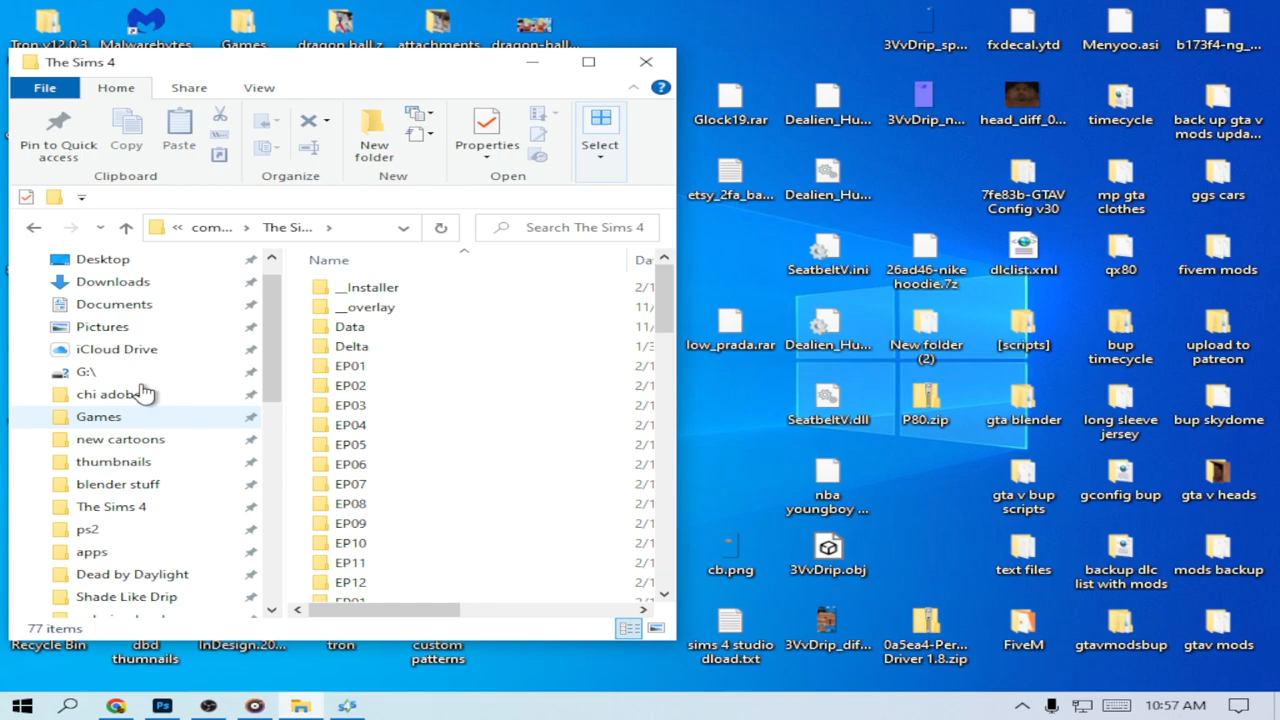 Tron v12.0.3
Malwarebytes
Games
dragon ball z
attachments
dragon-ball...
3VvDrip_sp...
fxdecal.ytd
Menyoo.asi
b173f4-ng_...
The Sims 4
File
Home
Share
View
Pin to Quick
access
Copy
Paste
Clipboard
Organize
New
folder
New
Properties
Open
Select
« com... > The Si... >
Search The Sims 4
Desktop
Downloads
Documents
Pictures
iCloud Drive
G:\
chi adob
Games
new cartoons
thumbnails
blender stuff
The Sims 4
ps2
apps
Dead by Daylight
Shade Like Drip
Name
Da
__Installer
2/1
__overlay
11/
Data
11/
Delta
1/3
EP01
2/1
EP02
2/1
EP03
2/1
EP04
2/1
EP05
2/1
EP06
2/1
EP07
2/1
EP08
2/1
EP09
2/1
EP10
2/1
EP11
2/1
EP12
2/1
77 items
Glock19.rar
Dealien_Hu...
3VvDrip_n...
head_diff_0...
timecycle
back up gta v
mods upda...
etsy_2fa_ba...
Dealien_Hu...
7fe83b-GTAV
Config v30
mp gta
clothes
ggs cars
SeatbeltV.ini
26ad46-nike
hoodie.7z
dlclist.xml
qx80
fivem mods
low_prada.rar
Dealien_Hu...
New folder
(2)
[scripts]
bup
timecycle
upload to
patreon
SeatbeltV.dll
P80.zip
gta blender
long sleeve
jersey
bup skydome
nba
youngboy ...
gta v bup
scripts
gconfig bup
gta v heads
cb.png
3VvDrip.obj
text files
backup dlc
list with mods
mods backup
Recycle Bin
dbd
thumbnails
InDesign.20...
tron
custom
patterns
sims 4 studio
dload.txt
3VvDrip_dif...
0a5ea4-Per...
Driver 1.8.zip
FiveM
gtavmodsbup
gtav mods
10:57 AM